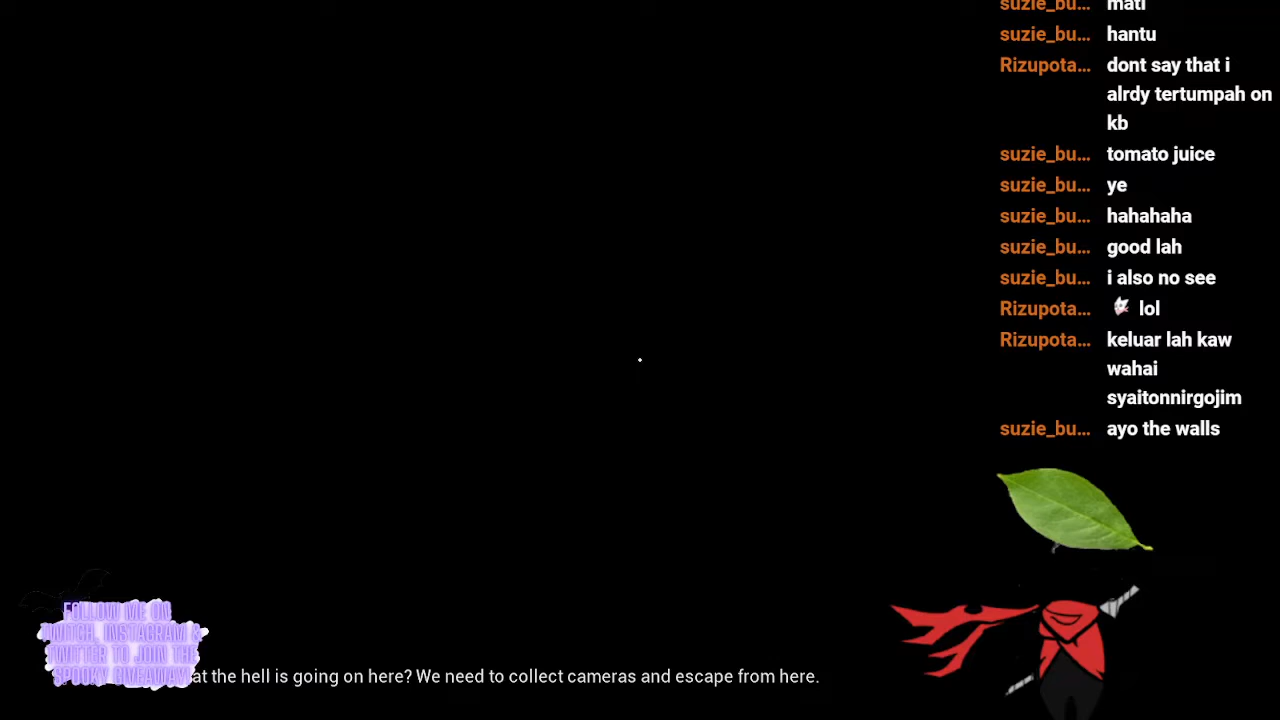 suzie_bu... mati
suzie_bu... hantu
Rizupota... dont say that i
alrdy tertumpah on
kb
suzie_bu... tomato juice
suzie_bu... ye
suzie_bu... hahahaha
suzie_bu... good lah
suzie_bu... i also no see
Rizupota... lol
Rizupota... keluar lah kaw
wahai
syaitonnirgojim
suzie_bu... ayo the walls
FOLLOW ME ON
TWITCH, INSTAGRAM &
TWITTER TO JOIN THE
SPOOKY GIVEAWAY!
at the hell is going on here? We need to collect cameras and escape from here.